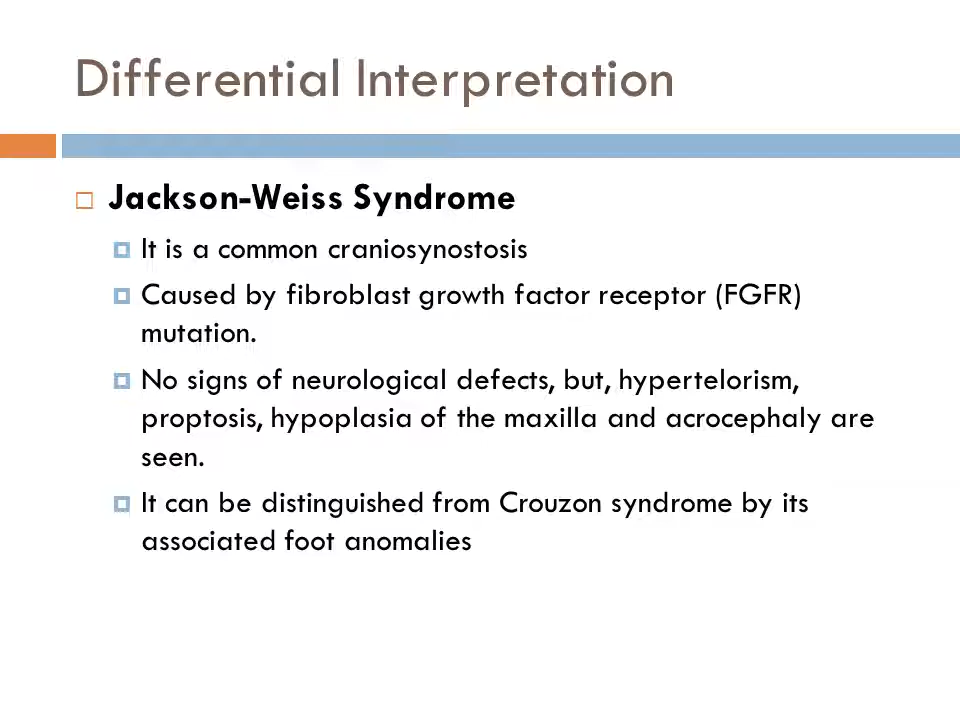 Differential Interpretation
Jackson-Weiss Syndrome
It is a common craniosynostosis
Caused by fibroblast growth factor receptor (FGFR)
mutation.
No signs of neurological defects, but, hypertelorism,
proptosis, hypoplasia of the maxilla and acrocephaly are
seen.
It can be distinguished from Crouzon syndrome by its
associated foot anomalies